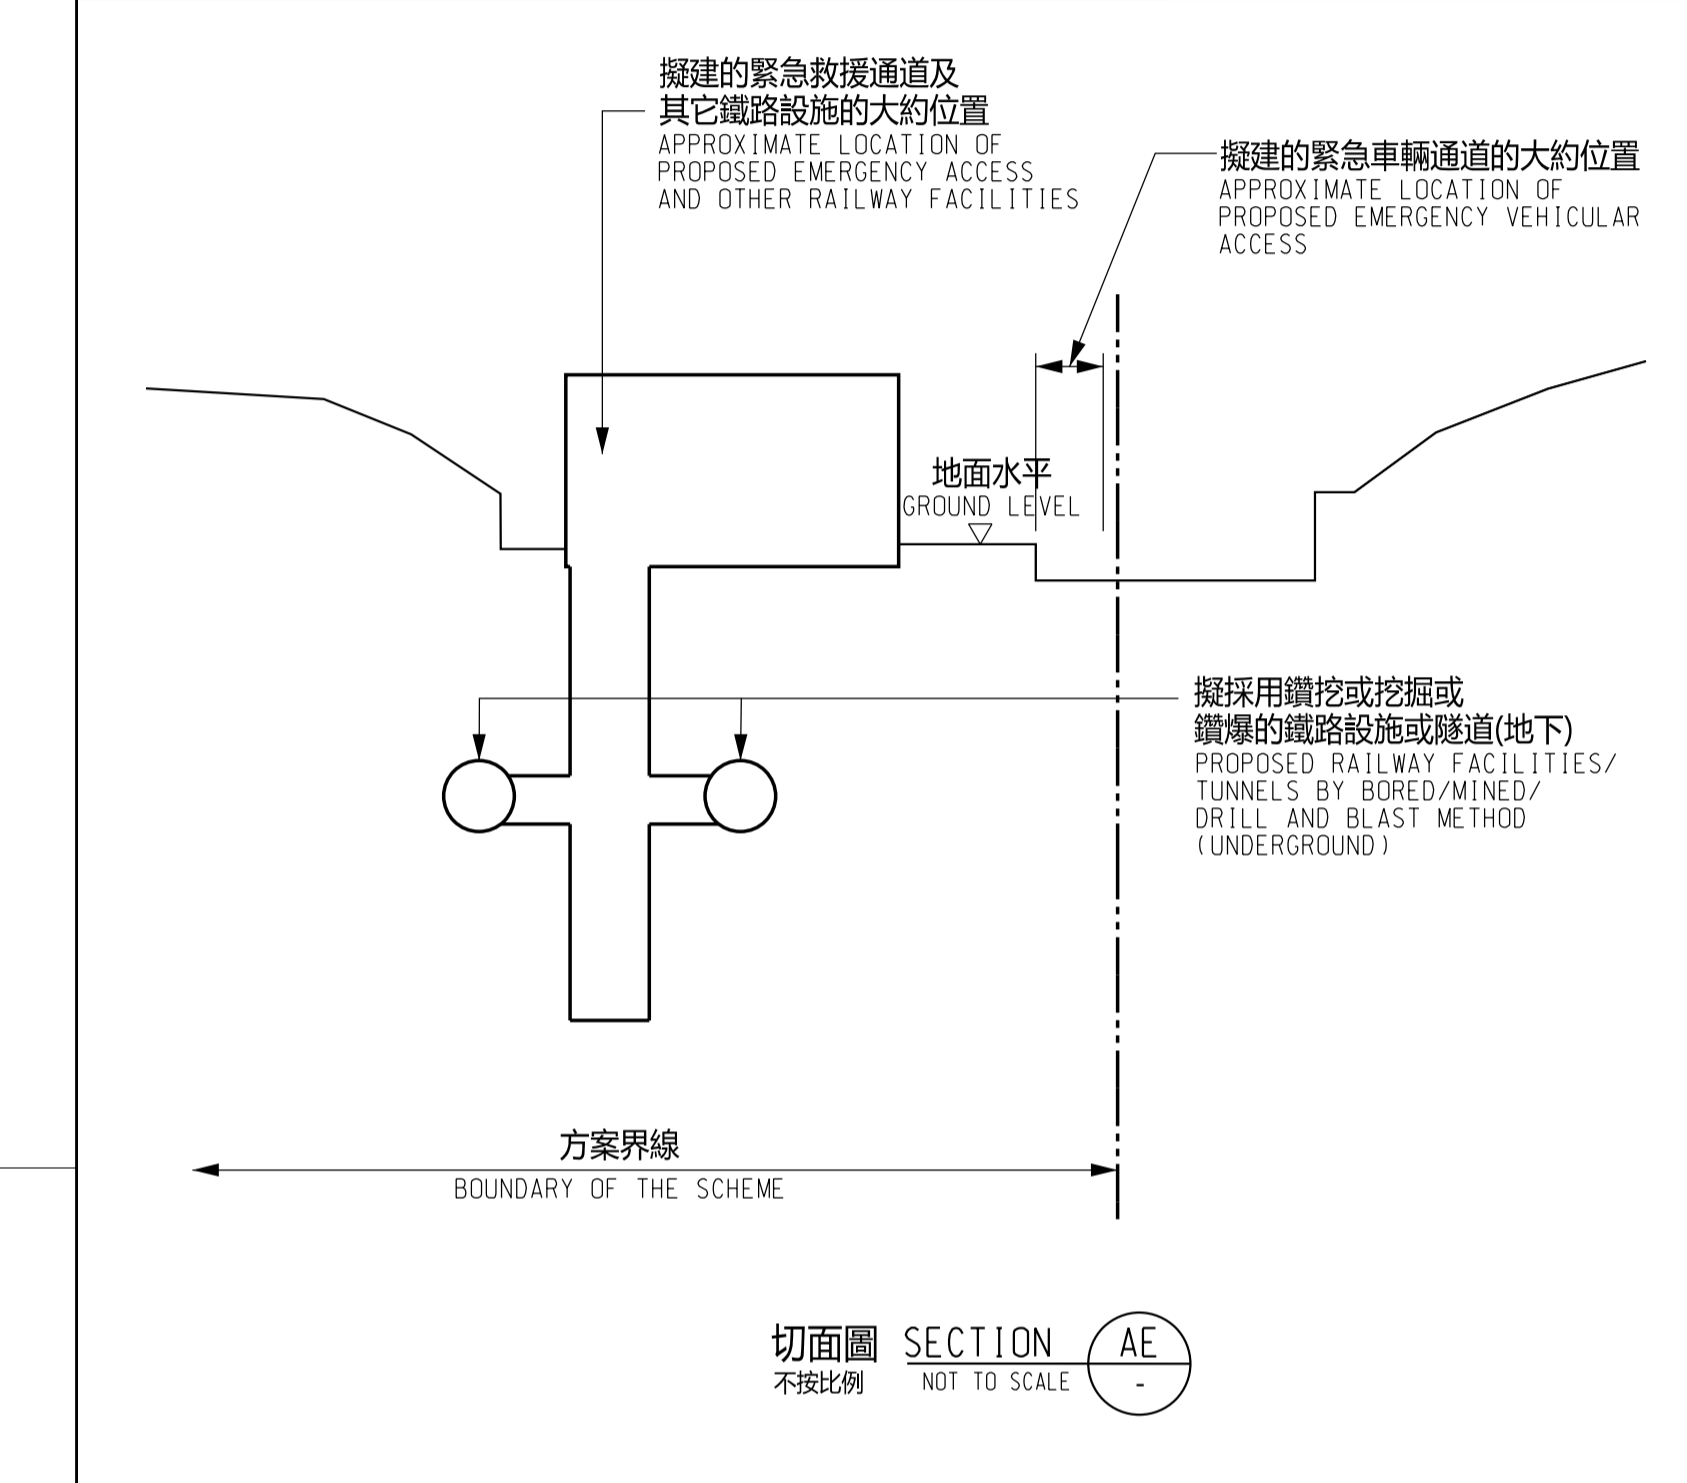 擬建的緊急救援通道及
其它鐵路設施的大約位置
APPROXIMATE LOCATION OF
PROPOSED EMERGENCY ACCESS
AND OTHER RAILWAY FACILITIES
擬建的緊急車輛通道的大約位置
APPROXIMATE LOCATION OF
PROPOSED EMERGENCY VEHICULAR
ACCESS
地面水平
GROUND LEVEL
擬採用鑽挖或挖掘或
鑽爆的鐵路設施或隧道(地下)
PROPOSED RAILWAY FACILITIES/
TUNNELS BY BORED/MINED/
DRILL AND BLAST METHOD
(UNDERGROUND)
方案界線
BOUNDARY OF THE SCHEME
切面圖 SECTION AE
不按比例 NOT TO SCALE -